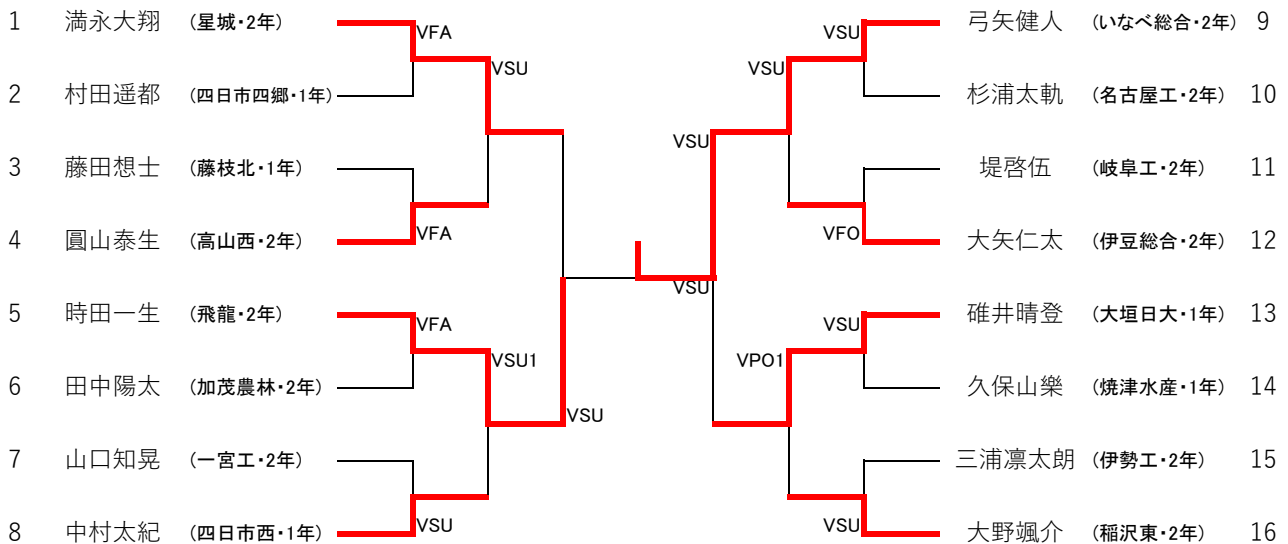 1 満永大翔 (星城・2年) VFA VSU 弓矢健人 (いなべ総合・2年) 9
VSU VSU
2 村田遥都 (四日市四郷・1年) 杉浦太軌 (名古屋工・2年) 10
VSU
3 藤田想士 (藤枝北・1年) 堤啓伍 (岐阜工・2年) 11
4 圓山泰生 (高山西・2年) VFA VFO 大矢仁太 (伊豆総合・2年) 12
VSU
5 時田一生 (飛龍・2年) VFA VSU 碓井晴登 (大垣日大・1年) 13
VSU1 VPO1
6 田中陽太 (加茂農林・2年) 久保山樂 (焼津水産・1年) 14
VSU
7 山口知晃 (一宮工・2年) 三浦凛太朗 (伊勢工・2年) 15
8 中村太紀 (四日市西・1年) VSU VSU 大野颯介 (稲沢東・2年) 16